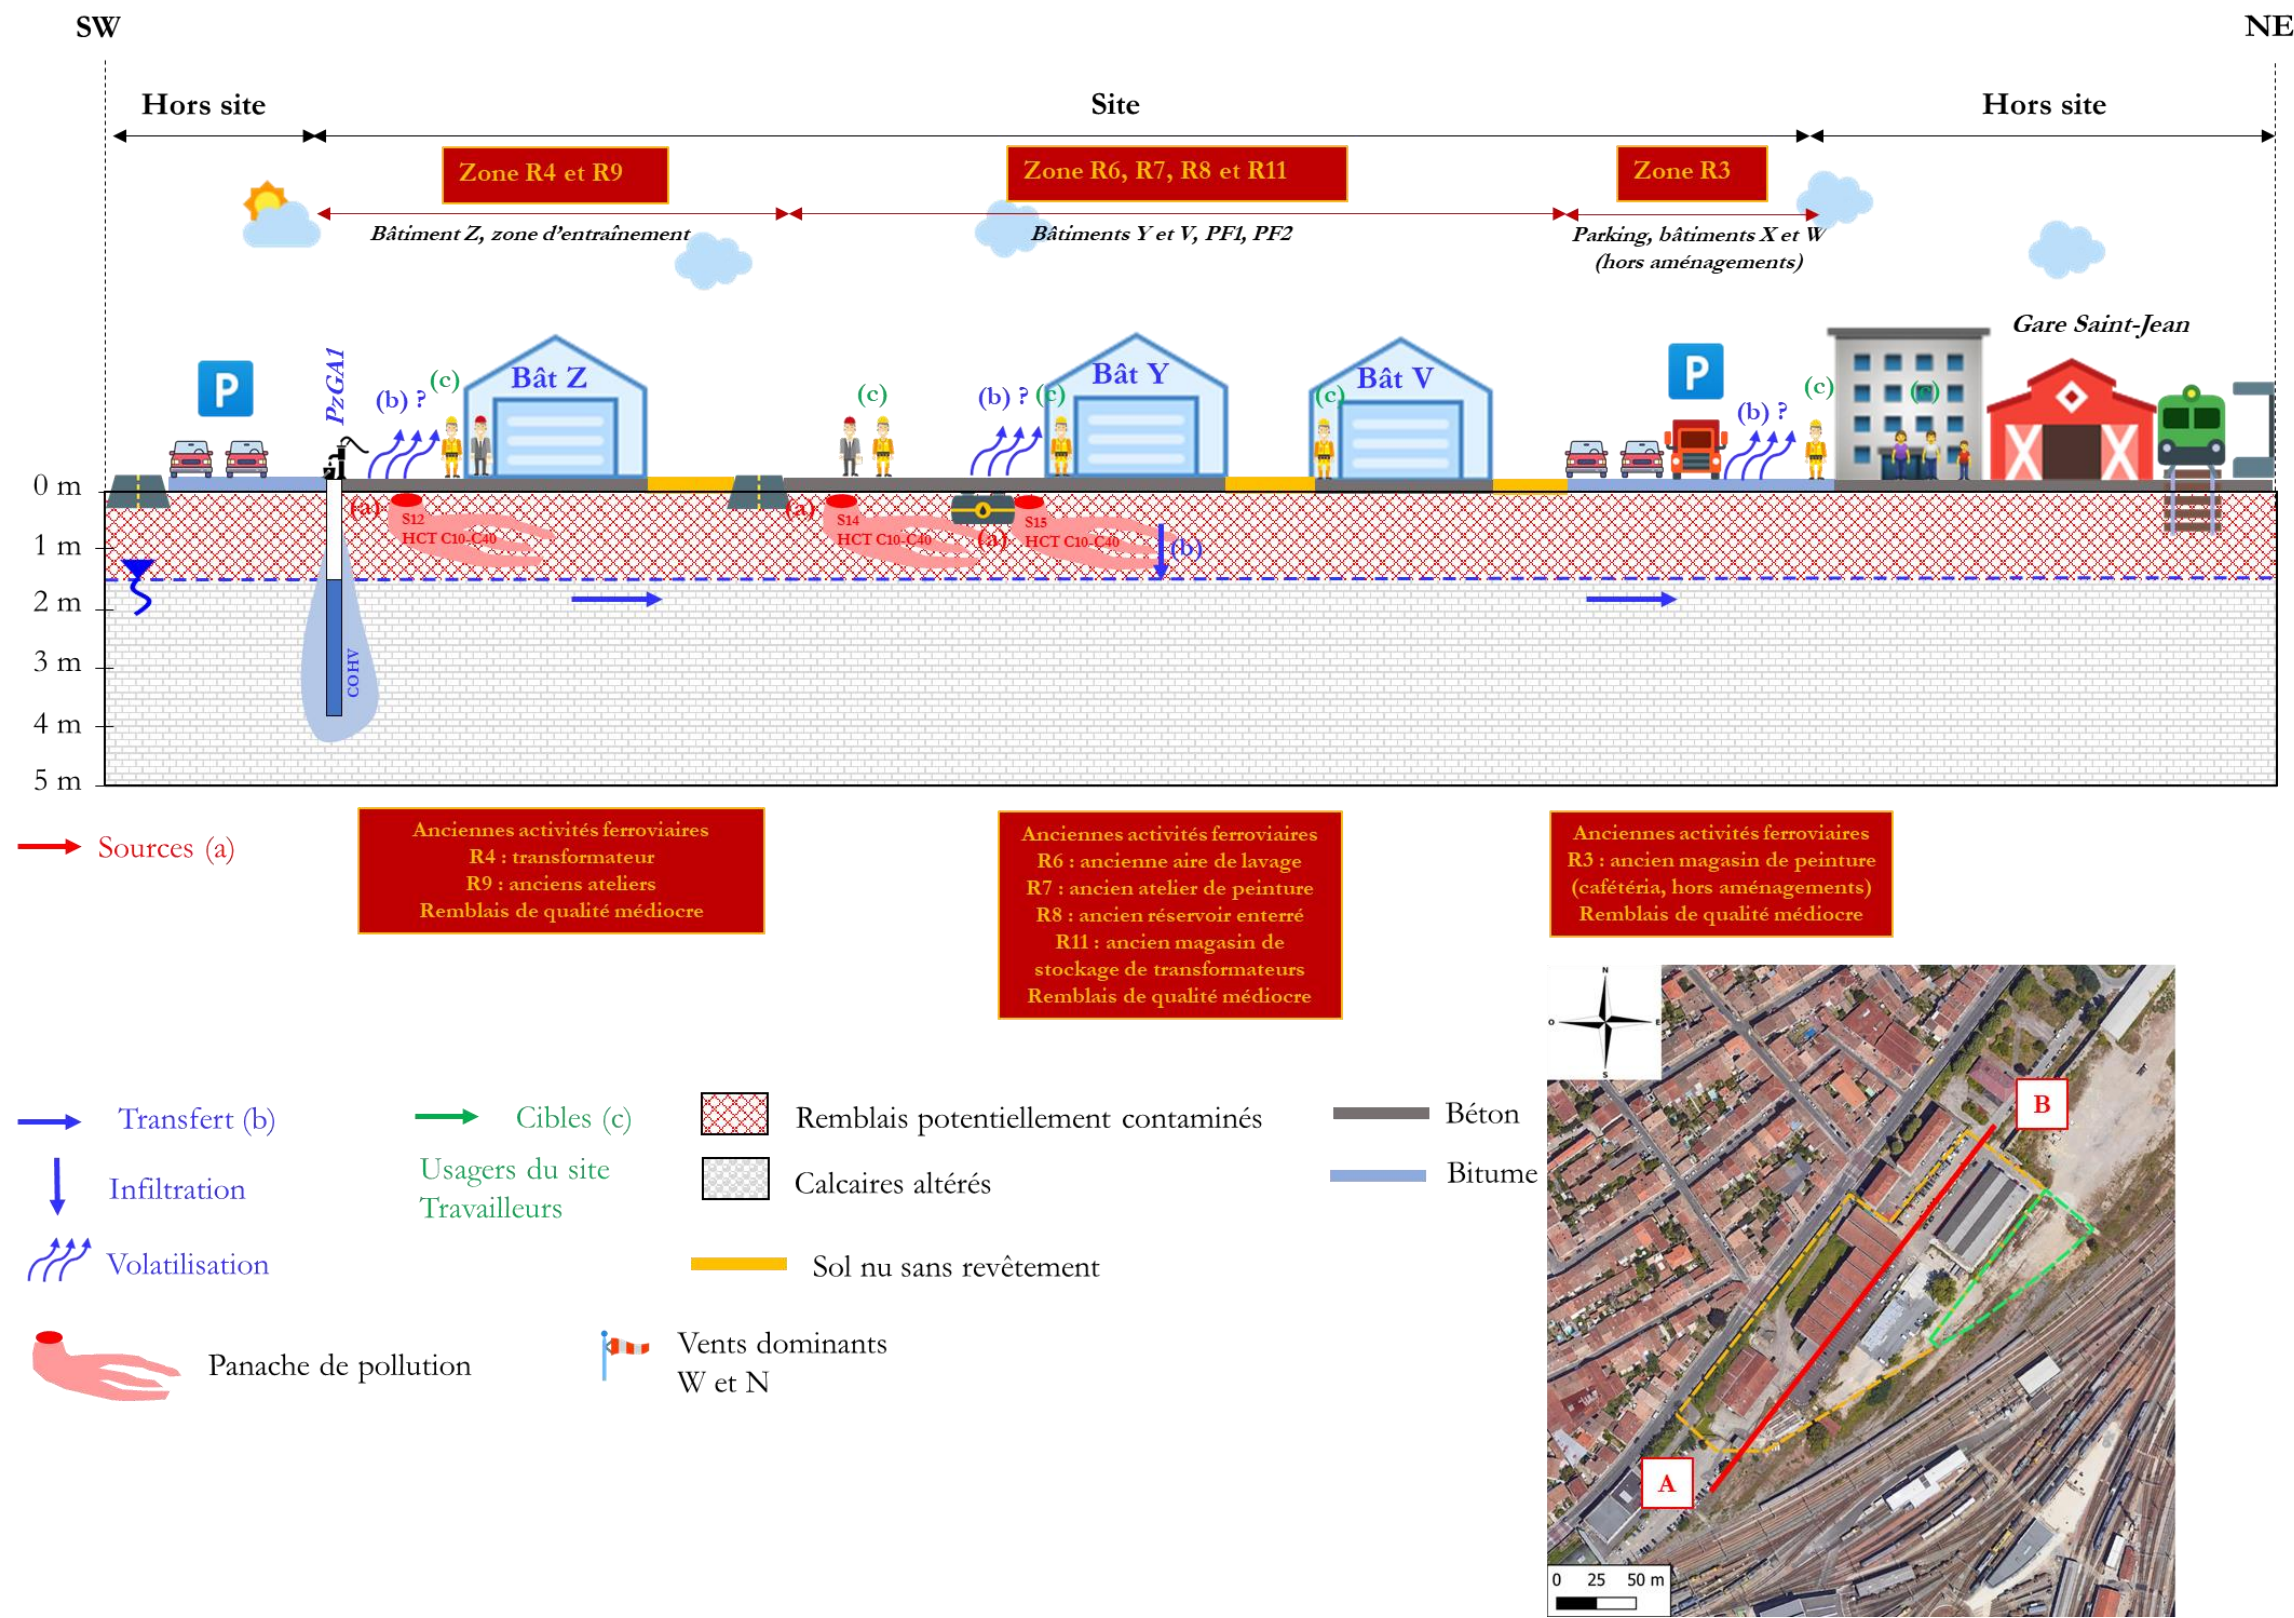 SW
NE
Hors site
Site
Hors site
Zone R4 et R9
Zone R6, R7, R8 et R11
Zone R3
Bâtiment Z, zone d'entraînement
Bâtiments Y et V, PF1, PF2
Parking, bâtiments X et W
(hors aménagements)
Gare Saint-Jean
P
PzGA1
(b) ?
(c)
Bât Z
(c)
(b) ?
(c)
Bât Y
(c)
Bât V
P
(b) ?
(c)
(c)
0 m
1 m
2 m
3 m
4 m
5 m
(a)
S12
HCT C10-C40
(a)
S14
HCT C10-C40
(a)
S15
HCT C10-C40
(b)
COHV
Sources (a)
Anciennes activités ferroviaires
R4 : transformateur
R9 : anciens ateliers
Remblais de qualité médiocre
Anciennes activités ferroviaires
R6 : ancienne aire de lavage
R7 : ancien atelier de peinture
R8 : ancien réservoir enterré
R11 : ancien magasin de
stockage de transformateurs
Remblais de qualité médiocre
Anciennes activités ferroviaires
R3 : ancien magasin de peinture
(cafétéria, hors aménagements)
Remblais de qualité médiocre
Transfert (b)
Infiltration
Volatilisation
Panache de pollution
Cibles (c)
Usagers du site
Travailleurs
Remblais potentiellement contaminés
Calcaires altérés
Sol nu sans revêtement
Vents dominants
W et N
Béton
Bitume
N
O
E
S
B
A
0 25 50 m